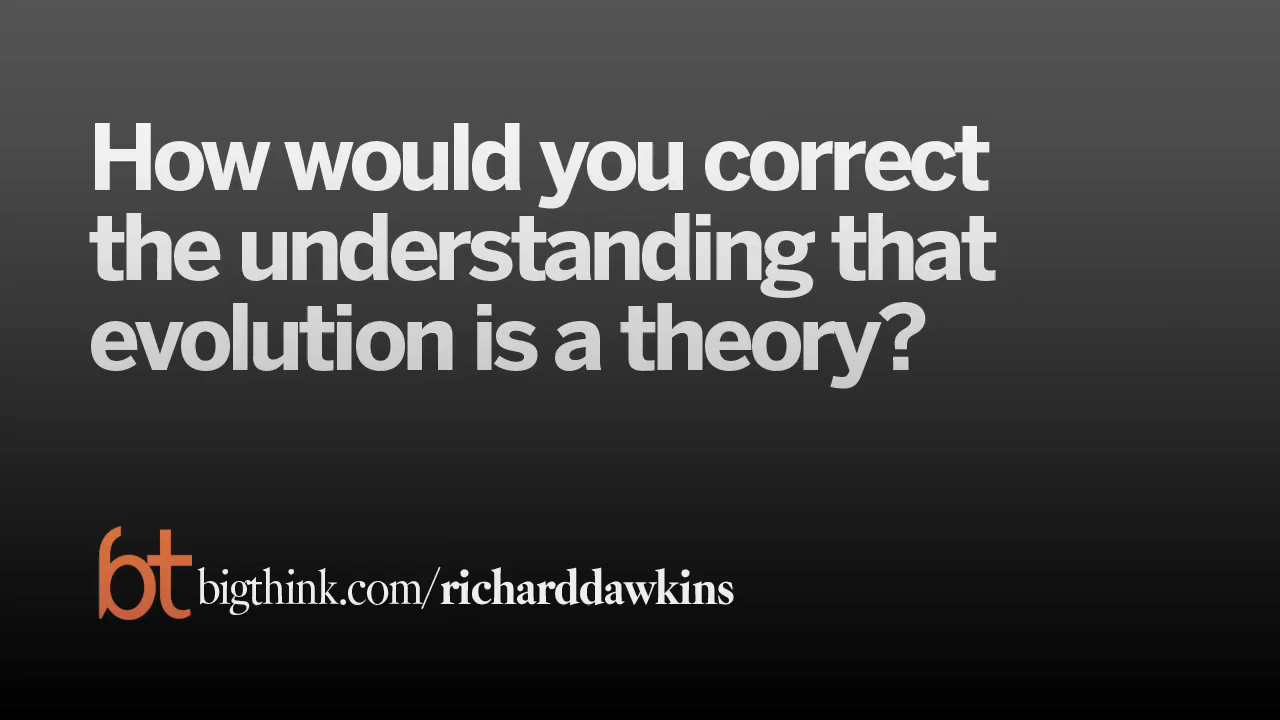 How would you correct
the understanding that
evolution is a theory?
bt bigthink.com/richarddawkins